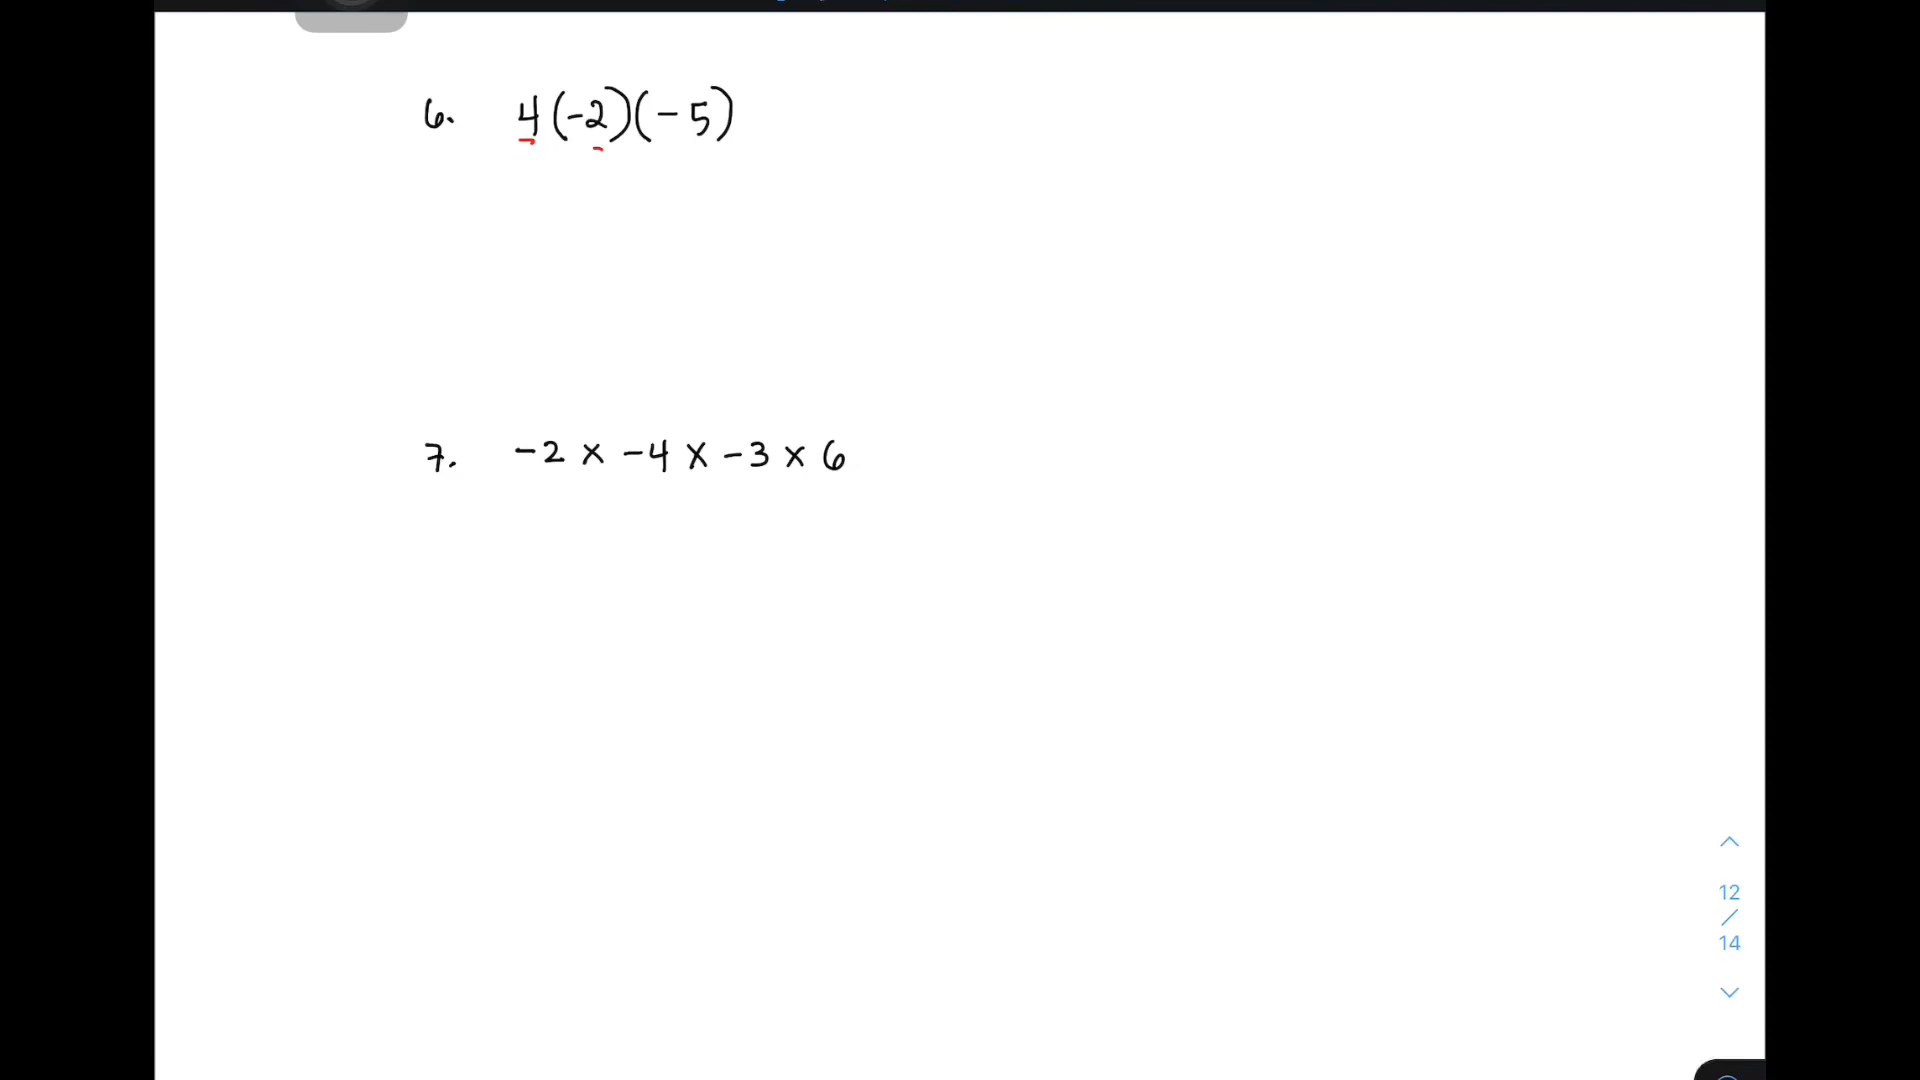 6. 4(-2)(-5)
7. -2 x -4 x -3 x 6
12
/
14